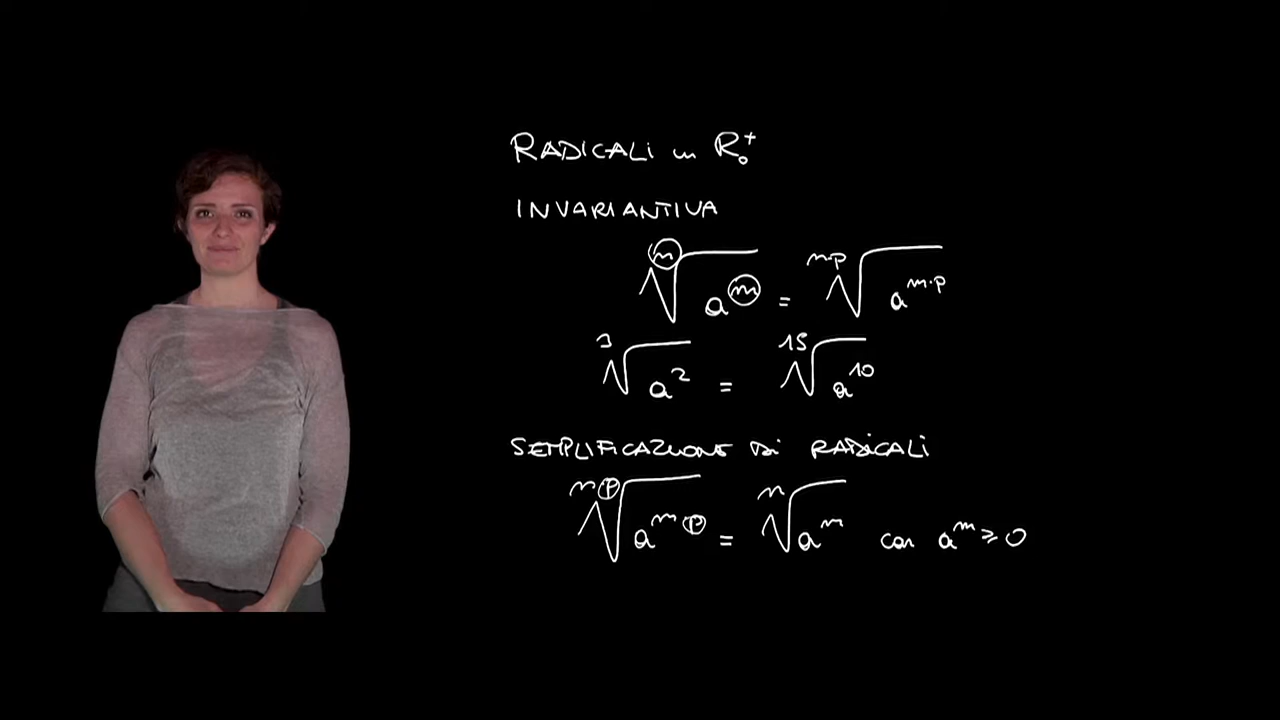 RADICALI in R₀⁺
INVARIANTIVA
ⁿ√(aᵐ) = ⁿ·ᵖ√(aᵐ·ᵖ)
³√(a²) = ¹⁵√(a¹⁰)
SEMPLIFICAZIONE di RADICALI
ⁿᵖ√(aᵐᵖ) = ⁿ√(aᵐ) con aᵐ ≥ 0